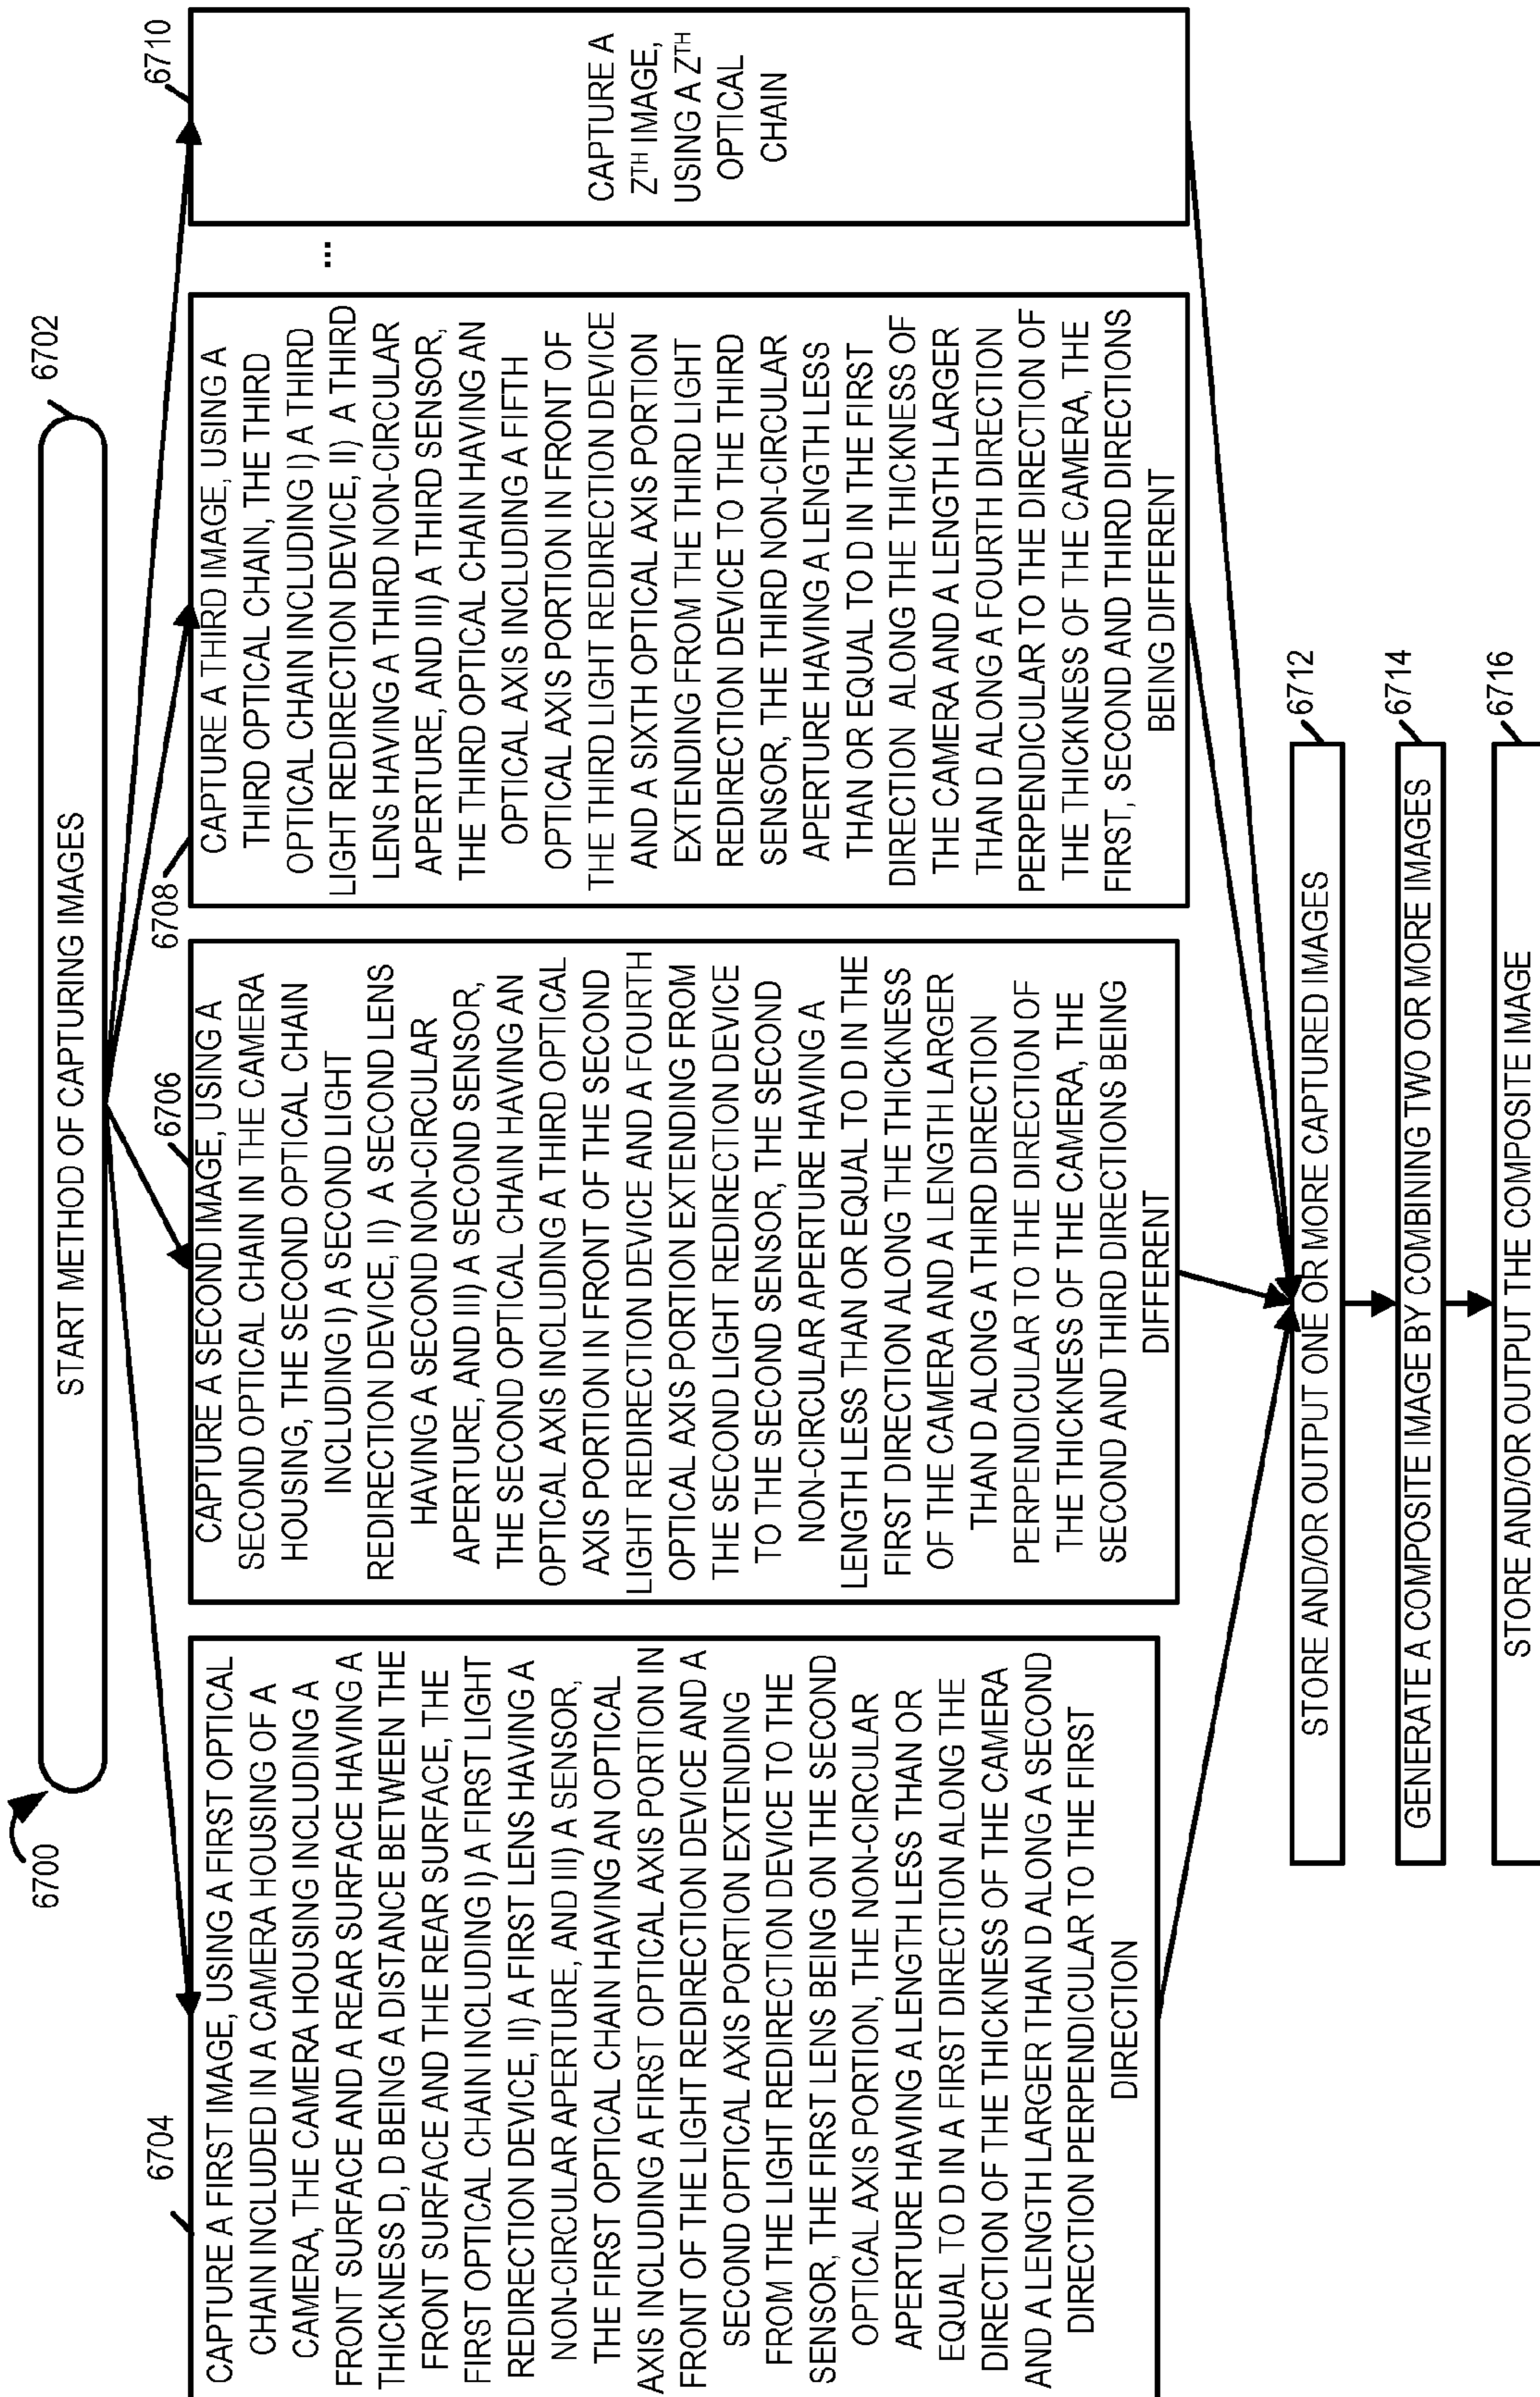 6700
START METHOD OF CAPTURING IMAGES
6702
6704
CAPTURE A FIRST IMAGE, USING A FIRST OPTICAL
CHAIN INCLUDED IN A CAMERA HOUSING OF A
CAMERA, THE CAMERA HOUSING INCLUDING A
FRONT SURFACE AND A REAR SURFACE HAVING A
THICKNESS D, D BEING A DISTANCE BETWEEN THE
FRONT SURFACE AND THE REAR SURFACE, THE
FIRST OPTICAL CHAIN INCLUDING I) A FIRST LIGHT
REDIRECTION DEVICE, II) A FIRST LENS HAVING A
NON-CIRCULAR APERTURE, AND III) A SENSOR,
THE FIRST OPTICAL CHAIN HAVING AN OPTICAL
AXIS INCLUDING A FIRST OPTICAL AXIS PORTION IN
FRONT OF THE LIGHT REDIRECTION DEVICE AND A
SECOND OPTICAL AXIS PORTION EXTENDING
FROM THE LIGHT REDIRECTION DEVICE TO THE
SENSOR, THE FIRST LENS BEING ON THE SECOND
OPTICAL AXIS PORTION, THE NON-CIRCULAR
APERTURE HAVING A LENGTH LESS THAN OR
EQUAL TO D IN A FIRST DIRECTION ALONG THE
DIRECTION OF THE THICKNESS OF THE CAMERA
AND A LENGTH LARGER THAN D ALONG A SECOND
DIRECTION PERPENDICULAR TO THE FIRST
DIRECTION
6706
CAPTURE A SECOND IMAGE, USING A
SECOND OPTICAL CHAIN IN THE CAMERA
HOUSING, THE SECOND OPTICAL CHAIN
INCLUDING I) A SECOND LIGHT
REDIRECTION DEVICE, II) A SECOND LENS
HAVING A SECOND NON-CIRCULAR
APERTURE, AND III) A SECOND SENSOR,
THE SECOND OPTICAL CHAIN HAVING AN
OPTICAL AXIS INCLUDING A THIRD OPTICAL
AXIS PORTION IN FRONT OF THE SECOND
LIGHT REDIRECTION DEVICE AND A FOURTH
OPTICAL AXIS PORTION EXTENDING FROM
THE SECOND LIGHT REDIRECTION DEVICE
TO THE SECOND SENSOR, THE SECOND
NON-CIRCULAR APERTURE HAVING A
LENGTH LESS THAN OR EQUAL TO D IN THE
FIRST DIRECTION ALONG THE THICKNESS
OF THE CAMERA AND A LENGTH LARGER
THAN D ALONG A THIRD DIRECTION
PERPENDICULAR TO THE DIRECTION OF
THE THICKNESS OF THE CAMERA, THE
SECOND AND THIRD DIRECTIONS BEING
DIFFERENT
6708
CAPTURE A THIRD IMAGE, USING A
THIRD OPTICAL CHAIN, THE THIRD
OPTICAL CHAIN INCLUDING I) A THIRD
LIGHT REDIRECTION DEVICE, II) A THIRD
LENS HAVING A THIRD NON-CIRCULAR
APERTURE, AND III) A THIRD SENSOR,
THE THIRD OPTICAL CHAIN HAVING AN
OPTICAL AXIS INCLUDING A FIFTH
OPTICAL AXIS PORTION IN FRONT OF
THE THIRD LIGHT REDIRECTION DEVICE
AND A SIXTH OPTICAL AXIS PORTION
EXTENDING FROM THE THIRD LIGHT
REDIRECTION DEVICE TO THE THIRD
SENSOR, THE THIRD NON-CIRCULAR
APERTURE HAVING A LENGTH LESS
THAN OR EQUAL TO D IN THE FIRST
DIRECTION ALONG THE THICKNESS OF
THE CAMERA AND A LENGTH LARGER
THAN D ALONG A FOURTH DIRECTION
PERPENDICULAR TO THE DIRECTION OF
THE THICKNESS OF THE CAMERA, THE
FIRST, SECOND AND THIRD DIRECTIONS
BEING DIFFERENT
...
6710
CAPTURE A
ZTH IMAGE,
USING A ZTH
OPTICAL
CHAIN
STORE AND/OR OUTPUT ONE OR MORE CAPTURED IMAGES
6712
GENERATE A COMPOSITE IMAGE BY COMBINING TWO OR MORE IMAGES
6714
STORE AND/OR OUTPUT THE COMPOSITE IMAGE
6716